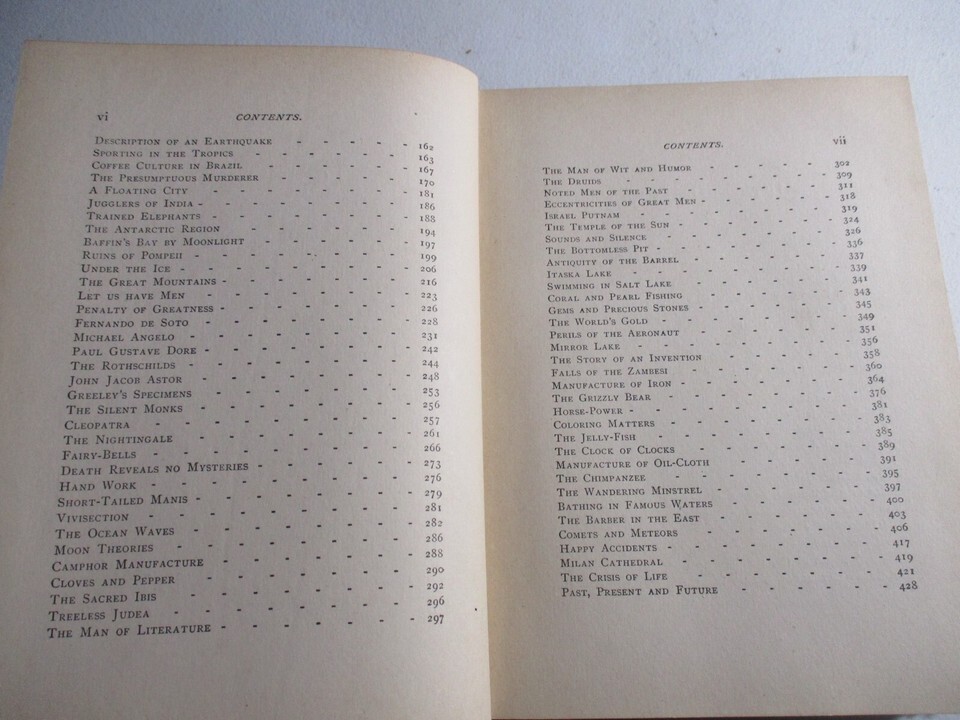 vi CONTENTS.
DESCRIPTION OF AN EARTHQUAKE - - - - - 162
SPORTING IN THE TROPICS - - - - - - 163
COFFEE CULTURE IN BRAZIL - - - - - - 167
THE PRESUMPTUOUS MURDERER - - - - - 170
A FLOATING CITY - - - - - - - 181
JUGGLERS OF INDIA - - - - - - - 186
TRAINED ELEPHANTS - - - - - - - 188
THE ANTARCTIC REGION - - - - - - 194
BAFFIN'S BAY BY MOONLIGHT - - - - - 197
RUINS OF POMPEII - - - - - - - 199
UNDER THE ICE - - - - - - - 206
THE GREAT MOUNTAINS - - - - - - 216
LET US HAVE MEN - - - - - - - 223
PENALTY OF GREATNESS - - - - - - 226
FERNANDO DE SOTO - - - - - - - 228
MICHAEL ANGELO - - - - - - - 231
PAUL GUSTAVE DORE - - - - - - - 242
THE ROTHSCHILDS - - - - - - - 244
JOHN JACOB ASTOR - - - - - - - 248
GREELEY'S SPECIMENS - - - - - - 253
THE SILENT MONKS - - - - - - - 256
CLEOPATRA - - - - - - - - 257
THE NIGHTINGALE - - - - - - - 261
FAIRY-BELLS - - - - - - - - 266
DEATH REVEALS NO MYSTERIES - - - - - 273
HAND WORK - - - - - - - - 276
SHORT-TAILED MANIS - - - - - - - 279
VIVISECTION - - - - - - - - 281
THE OCEAN WAVES - - - - - - - 282
MOON THEORIES - - - - - - - 286
CAMPHOR MANUFACTURE - - - - - - 288
CLOVES AND PEPPER - - - - - - - 290
THE SACRED IBIS - - - - - - - 292
TREELESS JUDEA - - - - - - - 296
THE MAN OF LITERATURE - - - - - - - 297
CONTENTS. vii
THE MAN OF WIT AND HUMOR - - - - - 302
THE DRUIDS - - - - - - - - 309
NOTED MEN OF THE PAST - - - - - - 311
ECCENTRICITIES OF GREAT MEN - - - - - 318
ISRAEL PUTNAM - - - - - - - 319
THE TEMPLE OF THE SUN - - - - - - 324
SOUNDS AND SILENCE - - - - - - - 326
THE BOTTOMLESS PIT - - - - - - - 336
ANTIQUITY OF THE BARREL - - - - - - 337
ITASKA LAKE - - - - - - - - 339
SWIMMING IN SALT LAKE - - - - - - 341
CORAL AND PEARL FISHING - - - - - - 343
GEMS AND PRECIOUS STONES - - - - - - 345
THE WORLD'S GOLD - - - - - - - 349
PERILS OF THE AERONAUT - - - - - - 351
MIRROR LAKE - - - - - - - - 356
THE STORY OF AN INVENTION - - - - - 358
FALLS OF THE ZAMBESI - - - - - - 360
MANUFACTURE OF IRON - - - - - - - 364
THE GRIZZLY BEAR - - - - - - - 376
HORSE-POWER - - - - - - - - 381
COLORING MATTERS - - - - - - - 383
THE JELLY-FISH - - - - - - - 385
THE CLOCK OF CLOCKS - - - - - - 389
MANUFACTURE OF OIL-CLOTH - - - - - 391
THE CHIMPANZEE - - - - - - - 395
THE WANDERING MINSTREL - - - - - - 397
BATHING IN FAMOUS WATERS - - - - - 400
THE BARBER IN THE EAST - - - - - - 403
COMETS AND METEORS - - - - - - 406
HAPPY ACCIDENTS - - - - - - - 417
MILAN CATHEDRAL - - - - - - - 419
THE CRISIS OF LIFE - - - - - - - 421
PAST, PRESENT AND FUTURE - - - - - 428